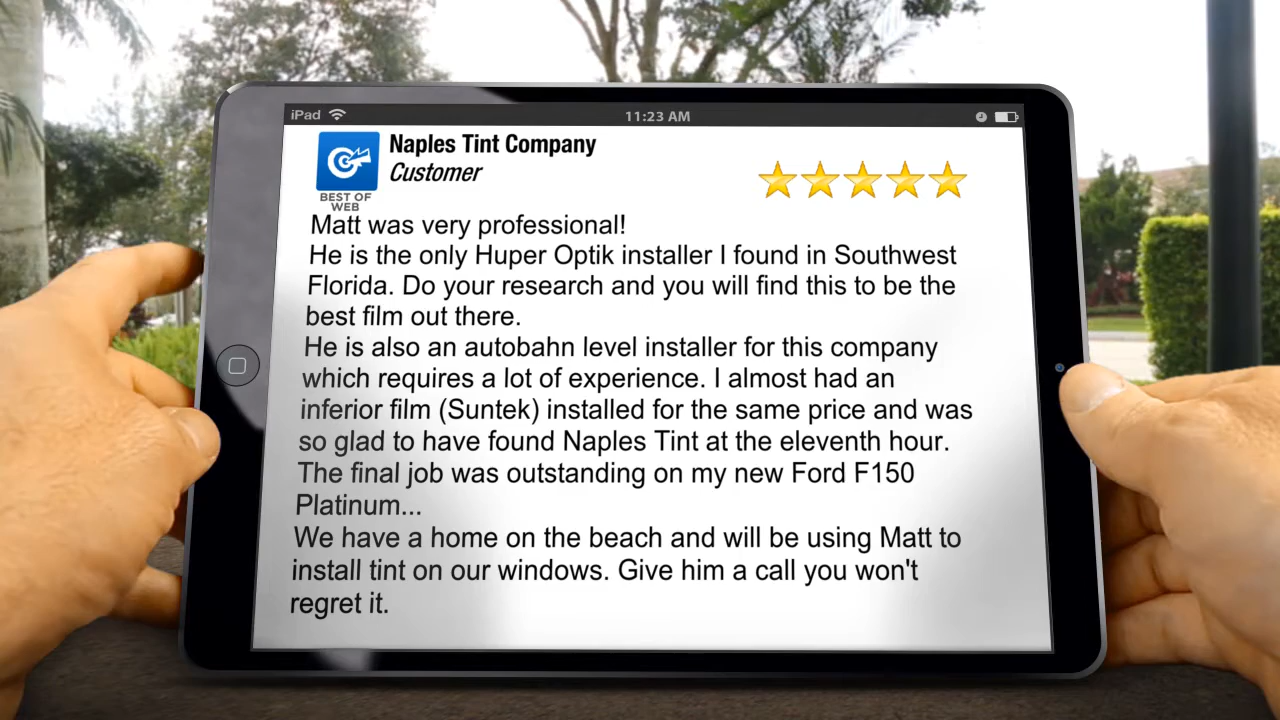 iPad
11:23 AM
Naples Tint Company
Customer
BEST OF
WEB
Matt was very professional!
He is the only Huper Optik installer I found in Southwest
Florida. Do your research and you will find this to be the
best film out there.
He is also an autobahn level installer for this company
which requires a lot of experience. I almost had an
inferior film (Suntek) installed for the same price and was
so glad to have found Naples Tint at the eleventh hour.
The final job was outstanding on my new Ford F150
Platinum...
We have a home on the beach and will be using Matt to
install tint on our windows. Give him a call you won't
regret it.